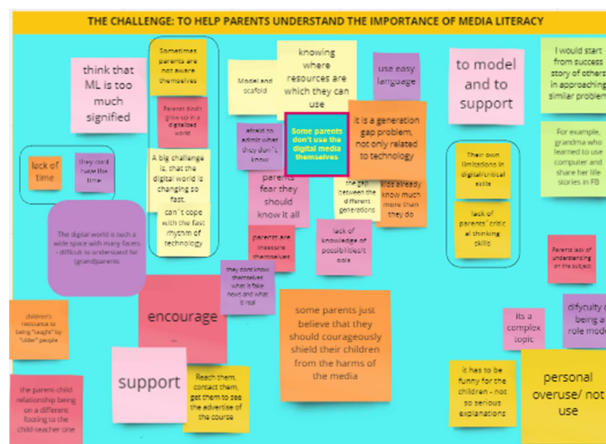 THE CHALLENGE: TO HELP PARENTS UNDERSTAND THE IMPORTANCE OF MEDIA LITERACY
think that
ML is too
much
signified
Sometimes
parents are
not aware
themselves
Parents didn't
grow up in a
digitalized
world
A big challenge
is, that the
digital world is
changing so
fast.
can't cope
with the fast
rhythm of
technology
lack of
time
they dont
have the
time
The digital world is such a
wide space with many facets
- difficult to understand for
(grand)parents
Model and
scaffold
knowing
where
resources are
which they can
use
use easy
language
afraid to
admit what
they don't
know
Some parents
don't use the
digital media
themselves
it is a generation
gap problem,
not only related
to technology
parents
fear they
should
know it all
the gap
between the
different
generations
kids already
know much
more than
they do
parents are
insecure
themselves
lack of
knowledge of
possibilities/t
ools
they dont know
themselves
what is fake
news and what
is real
to model
and to
support
I would start
from success
story of others
in approaching
similar problem
For example,
grandma who
learned to use
computer and
share her life
stories in FB
Their own
limitations in
digital/critical
skills
lack of
parents' critic
al thinking
skills
Parents lack of
understanding
on the subject
children's
resistance to
being "taught" by
"older" people
encourage
...
support
Reach them,
contact them,
get them to see
the advertise of
the course
the parent-child
relationship being
on a different
footing to the
child-teacher one
some parents just
believe that they
should courageously
shield their children
from the harms of
the media
its a
complex
topic
difyculty
being a
role mode
it has to be
funny for the
children - not
so serious
explanations
personal
overuse/ not
use